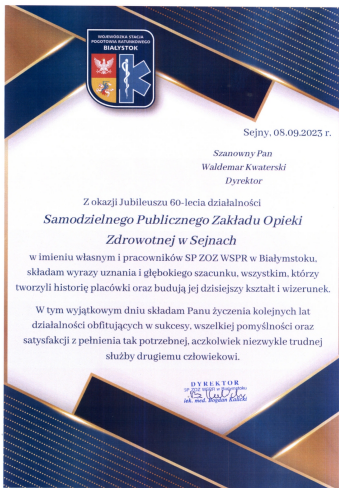 WOJEWÓDZKA STACJA
POGOTOWIA RATUNKOWEGO
BIAŁYSTOK
Sejny, 08.09.2023 r.
Szanowny Pan
Waldemar Kwaterski
Dyrektor
Z okazji Jubileuszu 60-lecia działalności
Samodzielnego Publicznego Zakładu Opieki
Zdrowotnej w Sejnach
w imieniu własnym i pracowników SP ZOZ WSPR w Białymstoku,
składam wyrazy uznania i głębokiego szacunku, wszystkim, którzy
tworzyli historię placówki oraz budują jej dzisiejszy kształt i wizerunek.
W tym wyjątkowym dniu składam Panu życzenia kolejnych lat
działalności obfitujących w sukcesy, wszelkiej pomyślności oraz
satysfakcji z pełnienia tak potrzebnej, aczkolwiek niezwykle trudnej
służby drugiemu człowiekowi.
DYREKTOR
SP ZOZ WSPR w Białymstoku
lek. med. Bogdan Kalicki